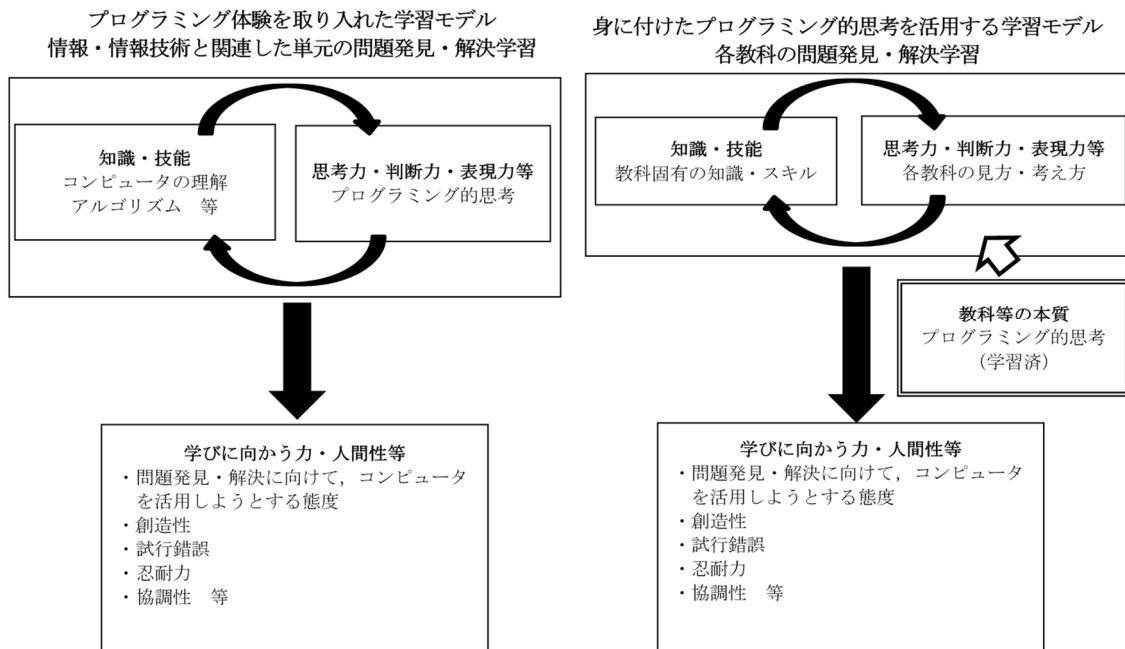 プログラミング体験を取り入れた学習モデル
情報・情報技術と関連した単元の問題発見・解決学習
知識・技能
コンピュータの理解
アルゴリズム　等
思考力・判断力・表現力等
プログラミング的思考
学びに向かう力・人間性等
・問題発見・解決に向けて，コンピュータ
を活用しようとする態度
・創造性
・試行錯誤
・忍耐力
・協調性　等
身に付けたプログラミング的思考を活用する学習モデル
各教科の問題発見・解決学習
知識・技能
教科固有の知識・スキル
思考力・判断力・表現力等
各教科の見方・考え方
教科等の本質
プログラミング的思考
（学習済）
学びに向かう力・人間性等
・問題発見・解決に向けて，コンピュータ
を活用しようとする態度
・創造性
・試行錯誤
・忍耐力
・協調性　等